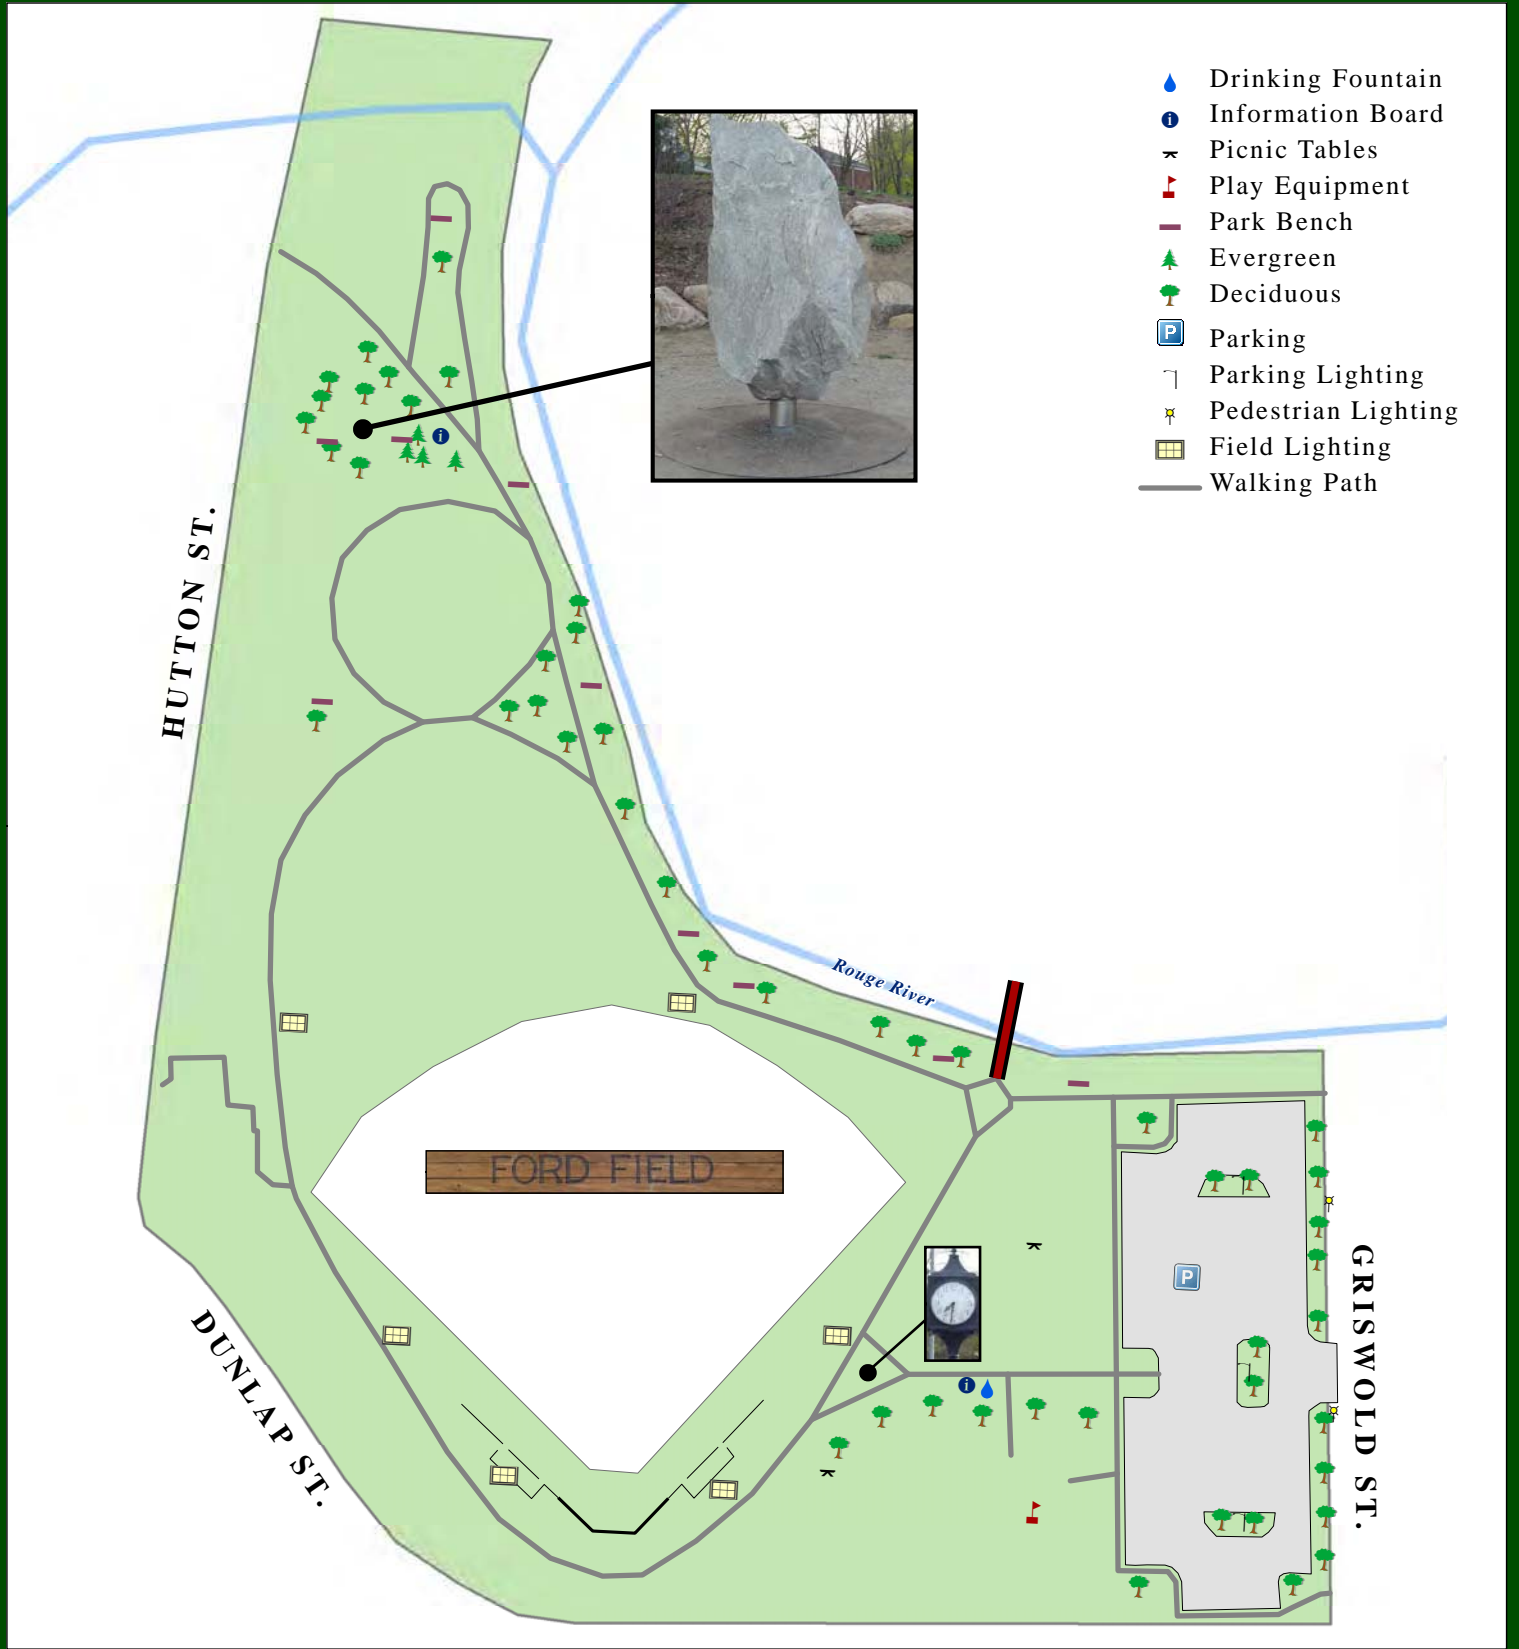 Drinking Fountain
i Information Board
Picnic Tables
Play Equipment
Park Bench
Evergreen
Deciduous
P Parking
Parking Lighting
Pedestrian Lighting
Field Lighting
Walking Path
i
HUTTON ST.
Rouge River
FORD FIELD
P
i
DUNLAP ST.
GRISWOLD ST.